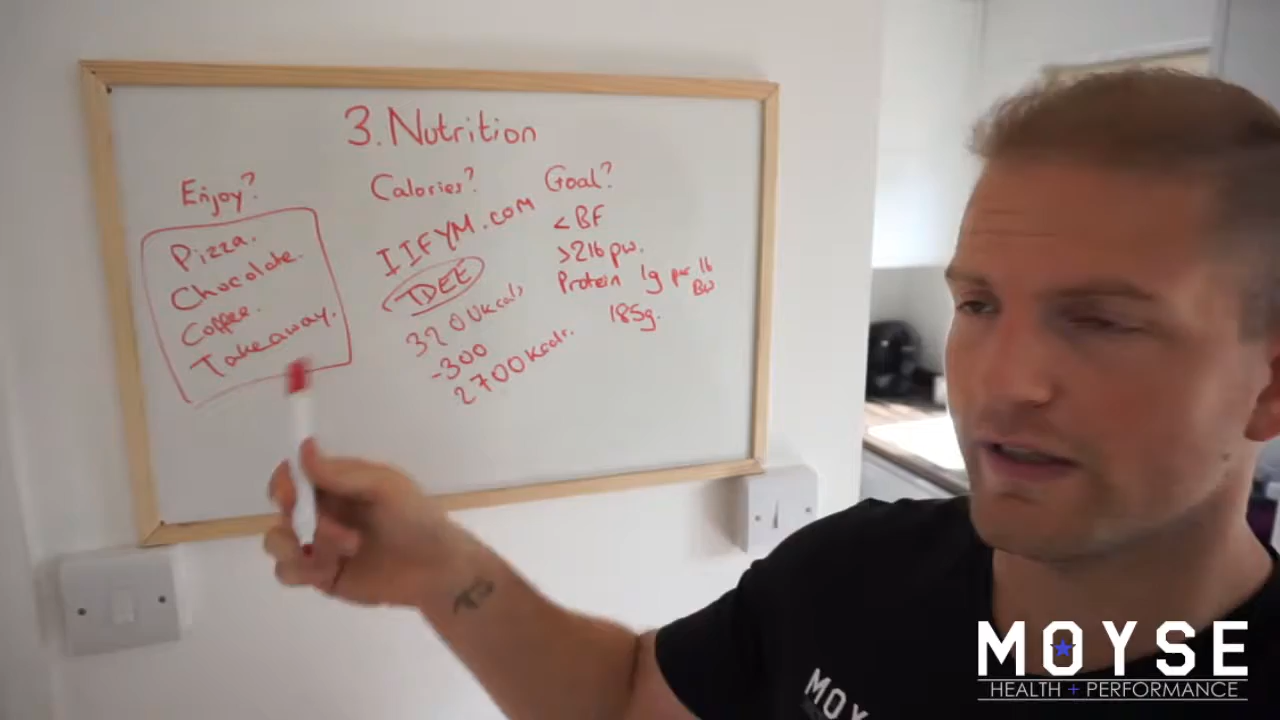 3. Nutrition
Enjoy?
Pizza.
Chocolate.
Coffee.
Takeaway.
Calories?
IIFYM.COM
TDEE
3200kcals
-300
2700kcals.
Goal?
<BF
>2lb pw.
Protein 1g per lb
BW
185g.
MOYSE
MOYSE
HEALTH + PERFORMANCE